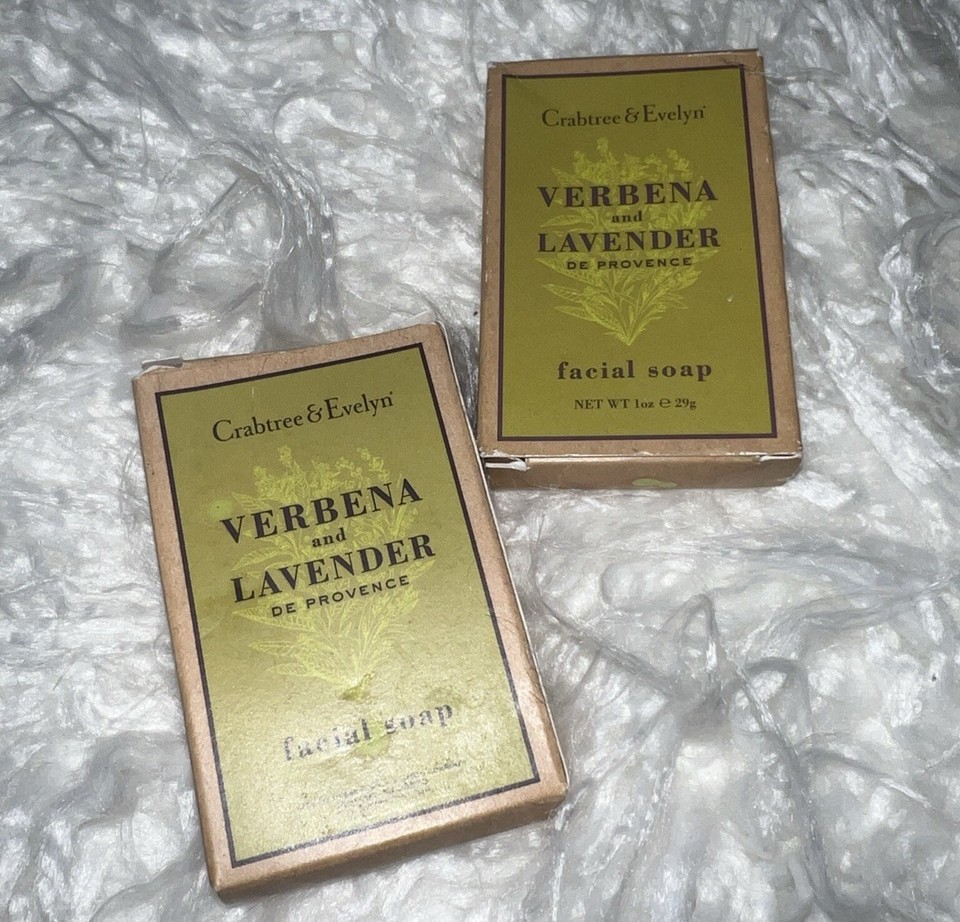 Crabtree & Evelyn
VERBENA
and
LAVENDER
DE PROVENCE
facial soap
NET WT 1oz ℮ 29g
Crabtree & Evelyn
VERBENA
and
LAVENDER
DE PROVENCE
facial soap